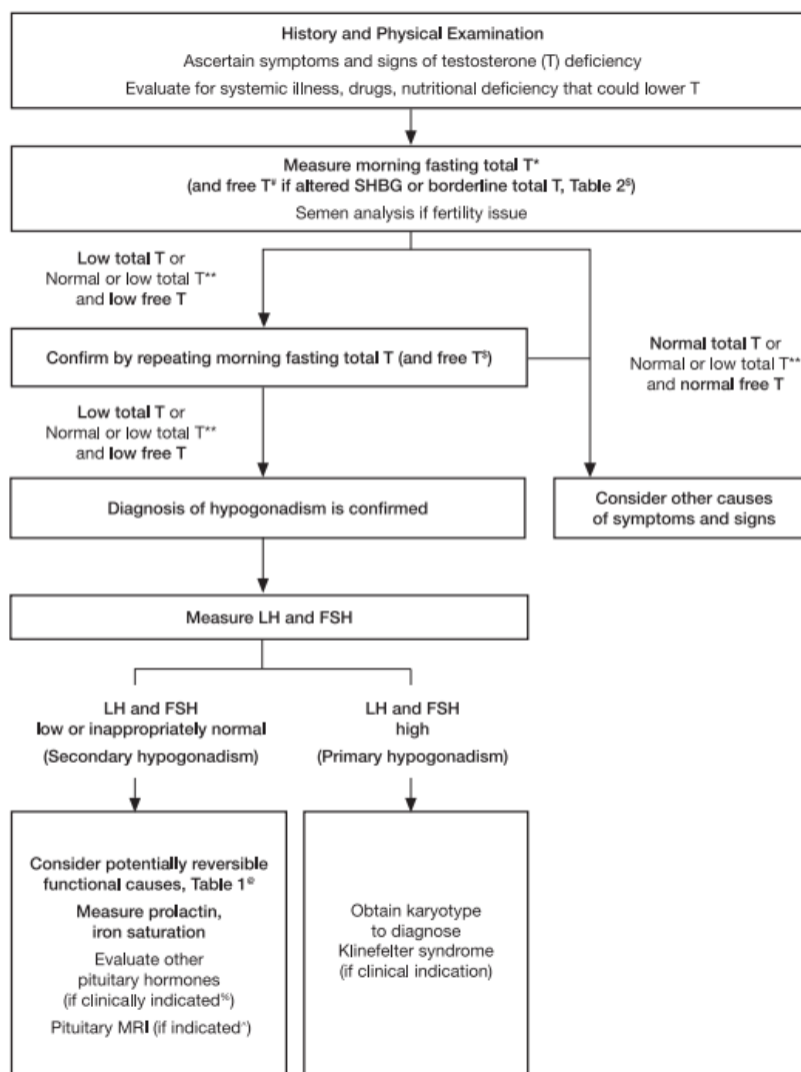 History and Physical Examination
Ascertain symptoms and signs of testosterone (T) deficiency
Evaluate for systemic illness, drugs, nutritional deficiency that could lower T
Measure morning fasting total T*
(and free T# if altered SHBG or borderline total T, Table 2$)
Semen analysis if fertility issue
Low total T or
Normal or low total T**
and low free T
Normal total T or
Normal or low total T**
and normal free T
Confirm by repeating morning fasting total T (and free T$)
Low total T or
Normal or low total T**
and low free T
Diagnosis of hypogonadism is confirmed
Consider other causes
of symptoms and signs
Measure LH and FSH
LH and FSH
low or inappropriately normal
(Secondary hypogonadism)
LH and FSH
high
(Primary hypogonadism)
Consider potentially reversible
functional causes, Table 1@
Measure prolactin,
iron saturation
Evaluate other
pituitary hormones
(if clinically indicated%)
Pituitary MRI (if indicated^)
Obtain karyotype
to diagnose
Klinefelter syndrome
(if clinical indication)